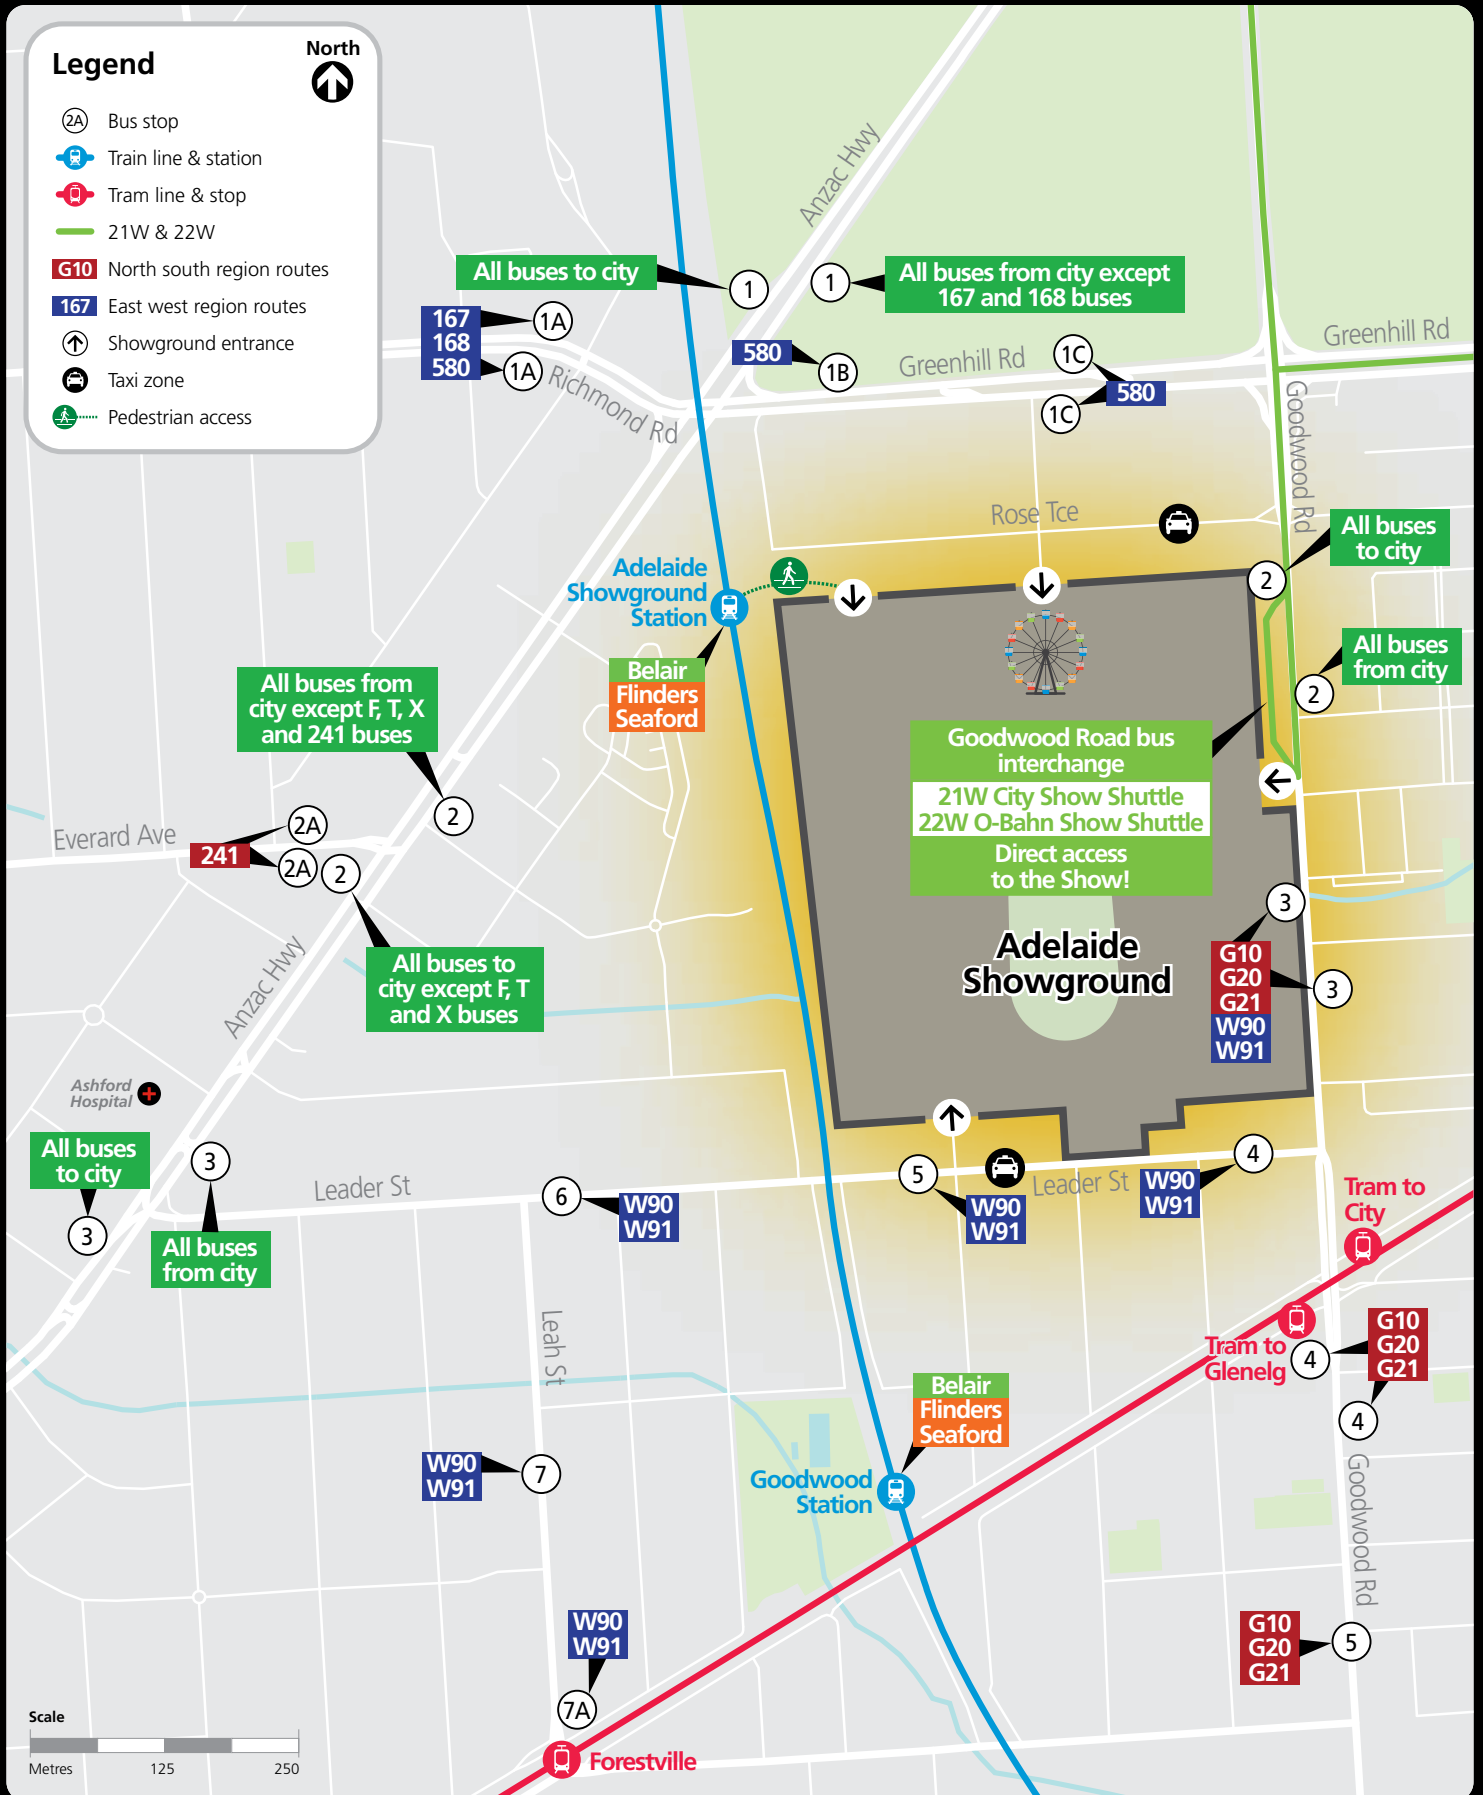 Legend
North
2A
Bus stop
Train line & station
Tram line & stop
21W & 22W
G10
North south region routes
167
East west region routes
Showground entrance
Taxi zone
Pedestrian access
Anzac Hwy
All buses to city
1
1
All buses from city except
167 and 168 buses
167
168
580
1A
1A
Richmond Rd
580
1B
Greenhill Rd
1C
1C
580
Greenhill Rd
Goodwood Rd
Rose Tce
All buses
to city
2
Adelaide
Showground
Station
Belair
Flinders
Seaford
All buses
from city
2
All buses from
city except F, T, X
and 241 buses
2
Goodwood Road bus
interchange
21W City Show Shuttle
22W O-Bahn Show Shuttle
Direct access
to the Show!
Everard Ave
241
2A
2A
2
All buses to
city except F, T
and X buses
Anzac Hwy
Adelaide
Showground
3
G10
G20
G21
W90
W91
3
Ashford
Hospital
All buses
to city
3
3
All buses
from city
Leader St
6
W90
W91
5
W90
W91
Leader St
W90
W91
4
Tram to
City
Tram to
Glenelg
4
G10
G20
G21
4
Leah St
W90
W91
7
Belair
Flinders
Seaford
Goodwood
Station
Goodwood Rd
G10
G20
G21
5
W90
W91
7A
Forestville
Scale
Metres
125
250